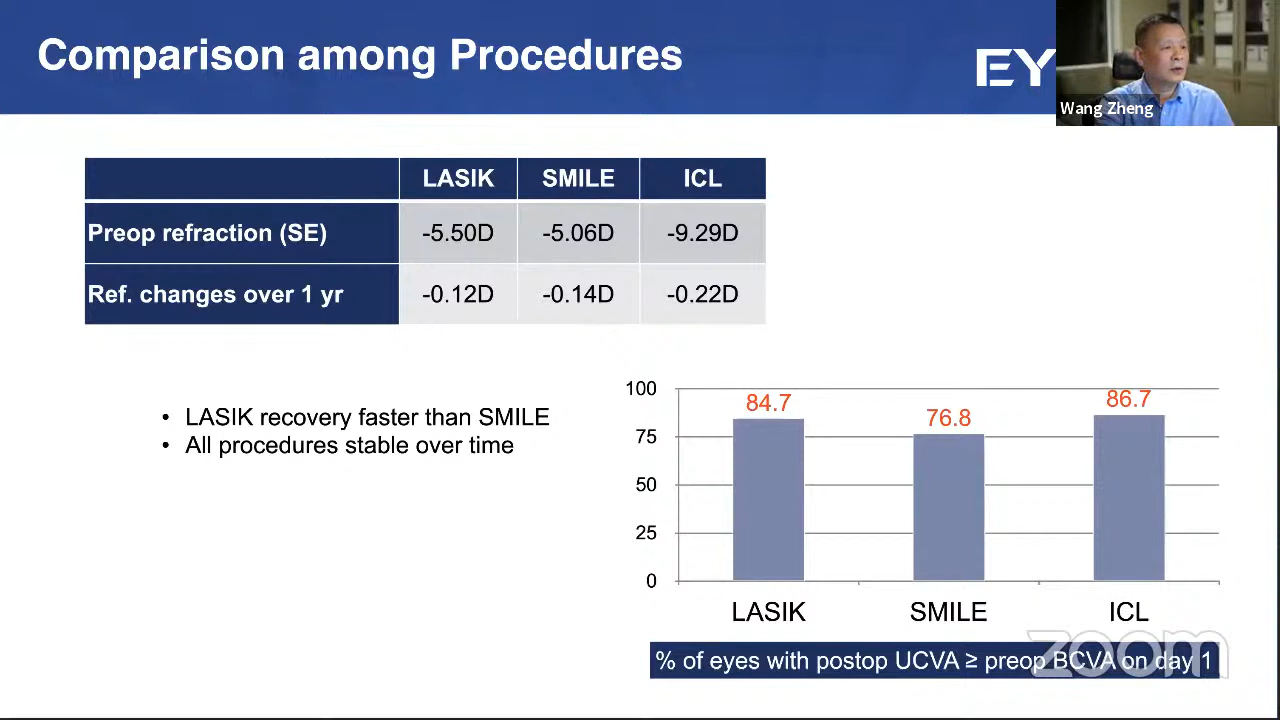 Comparison among Procedures
EY
Wang Zheng
LASIK SMILE ICL
Preop refraction (SE) -5.50D -5.06D -9.29D
Ref. changes over 1 yr -0.12D -0.14D -0.22D
• LASIK recovery faster than SMILE
• All procedures stable over time
100
75
50
25
0
84.7
76.8
86.7
LASIK SMILE ICL
% of eyes with postop UCVA ≥ preop BCVA on day 1
zoom